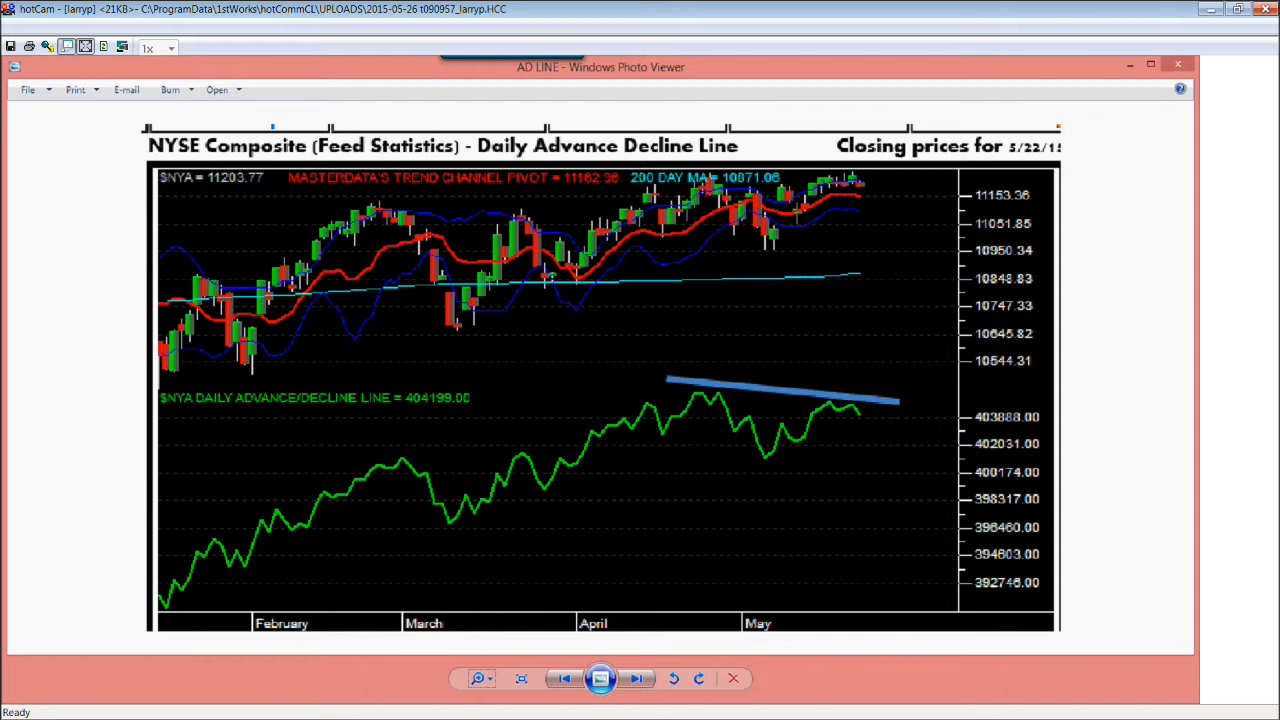 hotCam - [larryp] <21KB>- C:\ProgramData\1stWorks\hotCommCL\UPLOADS\2015-05-26 t090957_larryp.HCC
1x
AD LINE - Windows Photo Viewer
File Print E-mail Burn Open
NYSE Composite (Feed Statistics) - Daily Advance Decline Line Closing prices for 5/22/15
$NYA = 11203.77 MASTERDATA'S TREND CHANNEL PIVOT = 11162.96 200 DAY MA = 10871.06
11153.36
11051.85
10950.34
10848.83
10747.33
10645.82
10544.31
$NYA DAILY ADVANCE/DECLINE LINE = 404199.00
403888.00
402031.00
400174.00
398317.00
396460.00
394603.00
392746.00
February March April May
Ready